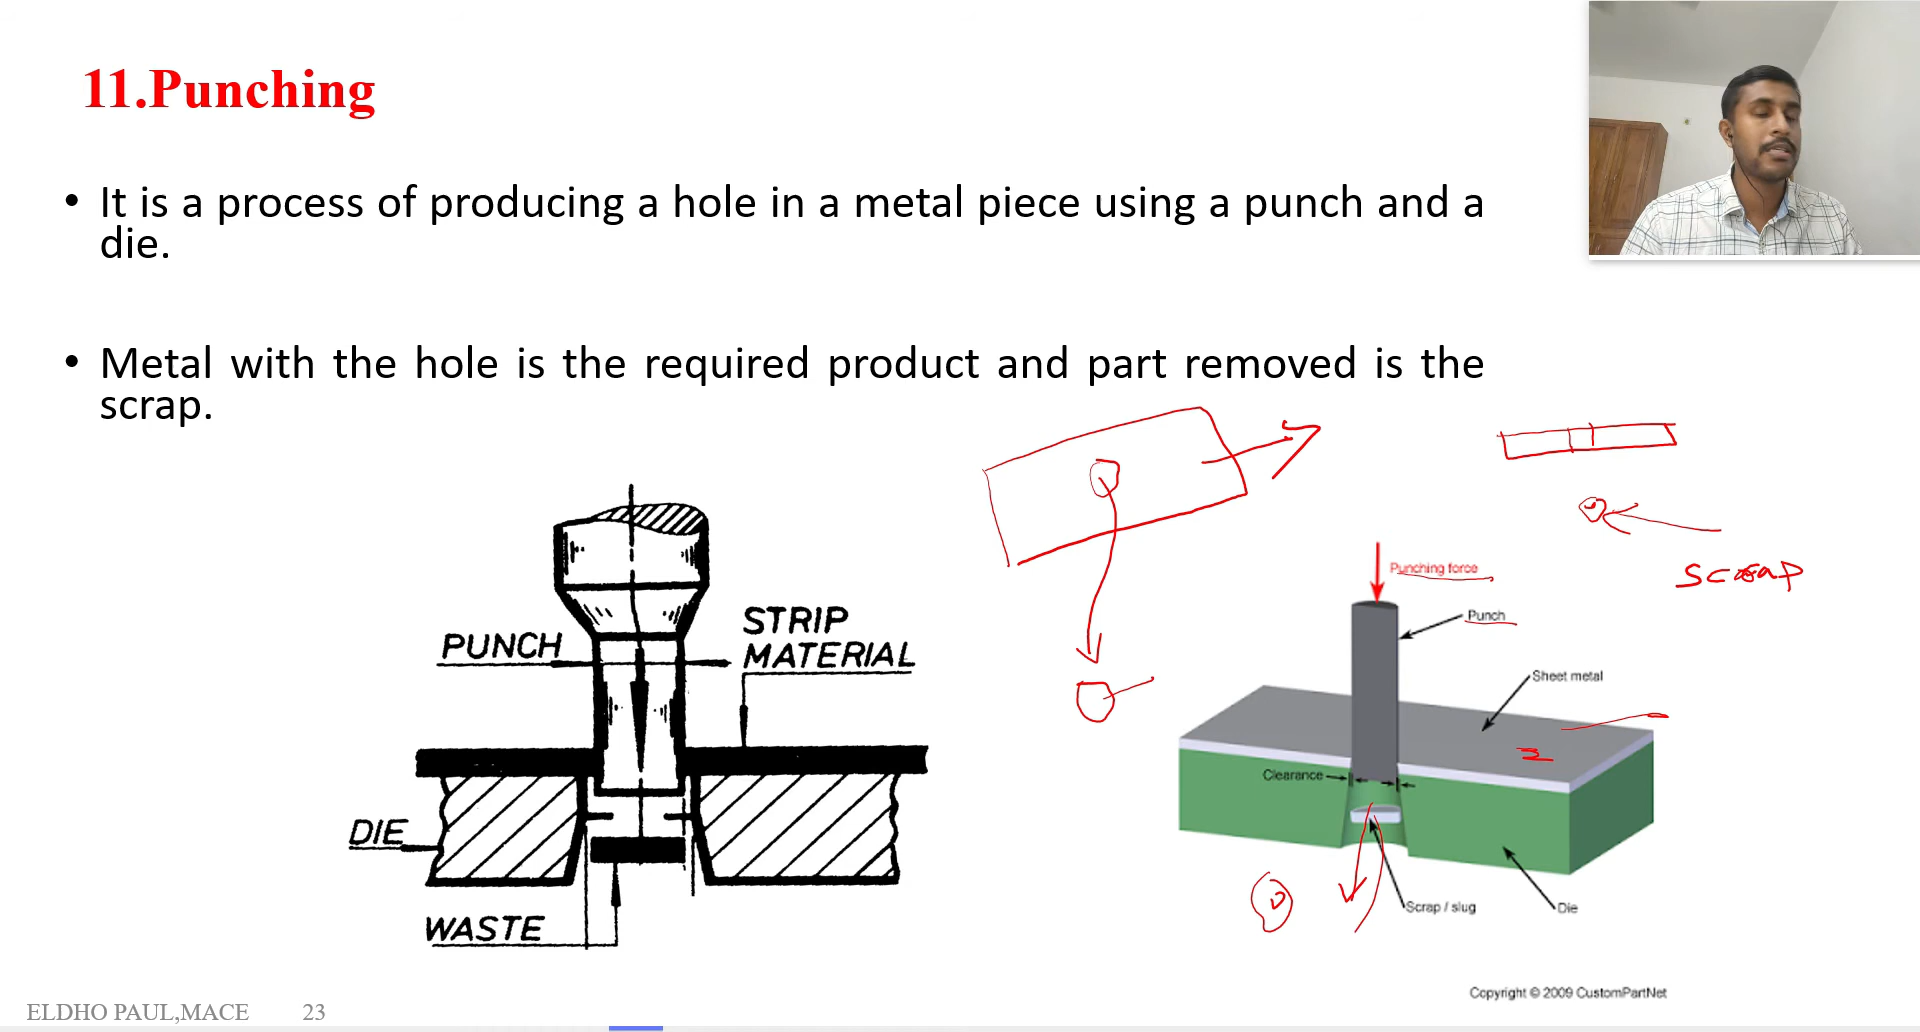 11.Punching
• It is a process of producing a hole in a metal piece using a punch and a
die.
• Metal with the hole is the required product and part removed is the
scrap.
PUNCH
STRIP
MATERIAL
DIE
WASTE
Punching force
Punch
Sheet metal
Clearance
Scrap / slug
Die
scrap
Copyright © 2009 CustomPartNet
ELDHO PAUL,MACE 23